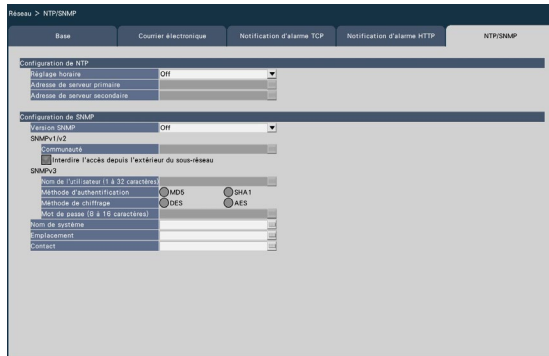 Réseau > NTP/SNMP
Base
Courrier électronique
Notification d'alarme TCP
Notification d'alarme HTTP
NTP/SNMP
Configuration de NTP
Réglage horaire Off
Adresse de serveur primaire
Adresse de serveur secondaire
Configuration de SNMP
Version SNMP Off
SNMPv1/v2
Communauté
Interdire l'accès depuis l'extérieur du sous-réseau
SNMPv3
Nom de l'utilisateur (1 à 32 caractères)
Méthode d'authentification MD5 SHA1
Méthode de chiffrage DES AES
Mot de passe (8 à 16 caractères)
Nom de système
Emplacement
Contact